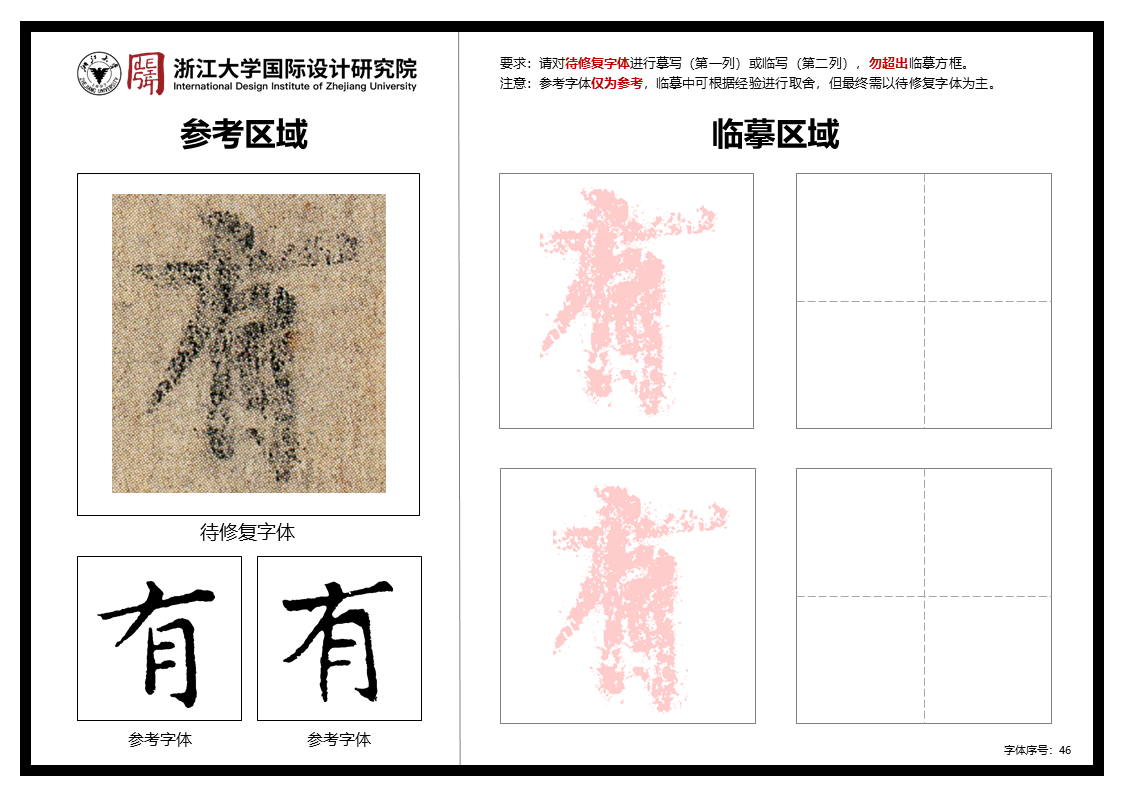 浙江大学国际设计研究院
International Design Institute of Zhejiang University
参考区域
有
待修复字体
有
有
参考字体
参考字体
要求：请对待修复字体进行摹写（第一列）或临写（第二列），勿超出临摹方框。
注意：参考字体仅为参考，临摹中可根据经验进行取舍，但最终需以待修复字体为主。
临摹区域
有
有
字体序号：46